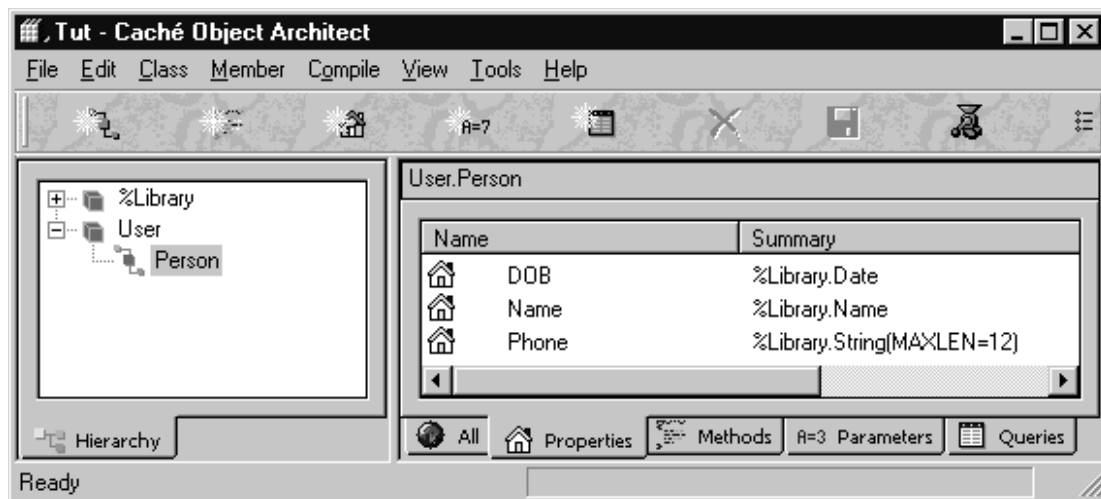 Tut - Caché Object Architect
File Edit Class Member Compile View Tools Help
A=7
%Library
User
Person
User.Person
Name Summary
DOB %Library.Date
Name %Library.Name
Phone %Library.String(MAXLEN=12)
Hierarchy
All Properties Methods A=3 Parameters Queries
Ready